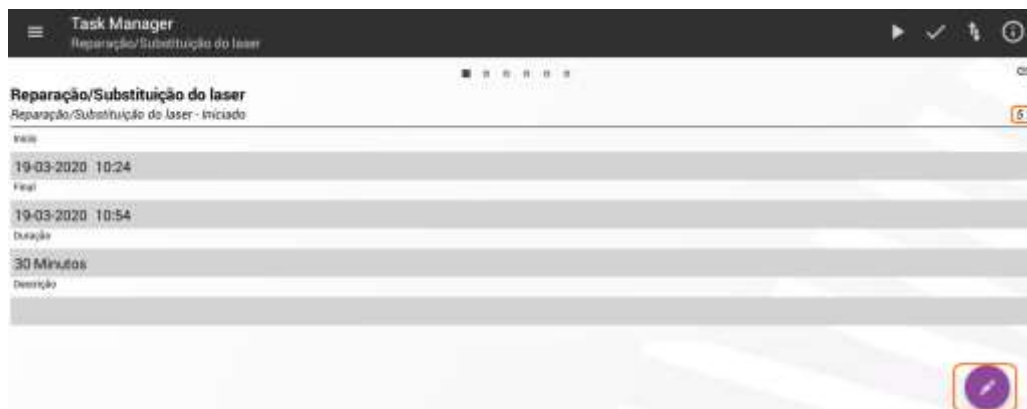 Task Manager
Reparação/Substituição do laser
Reparação/Substituição do laser
Reparação/Substituição do laser - Iniciado
5
Início
19-03-2020 10:24
Final
19-03-2020 10:54
Duração
30 Minutos
Descrição